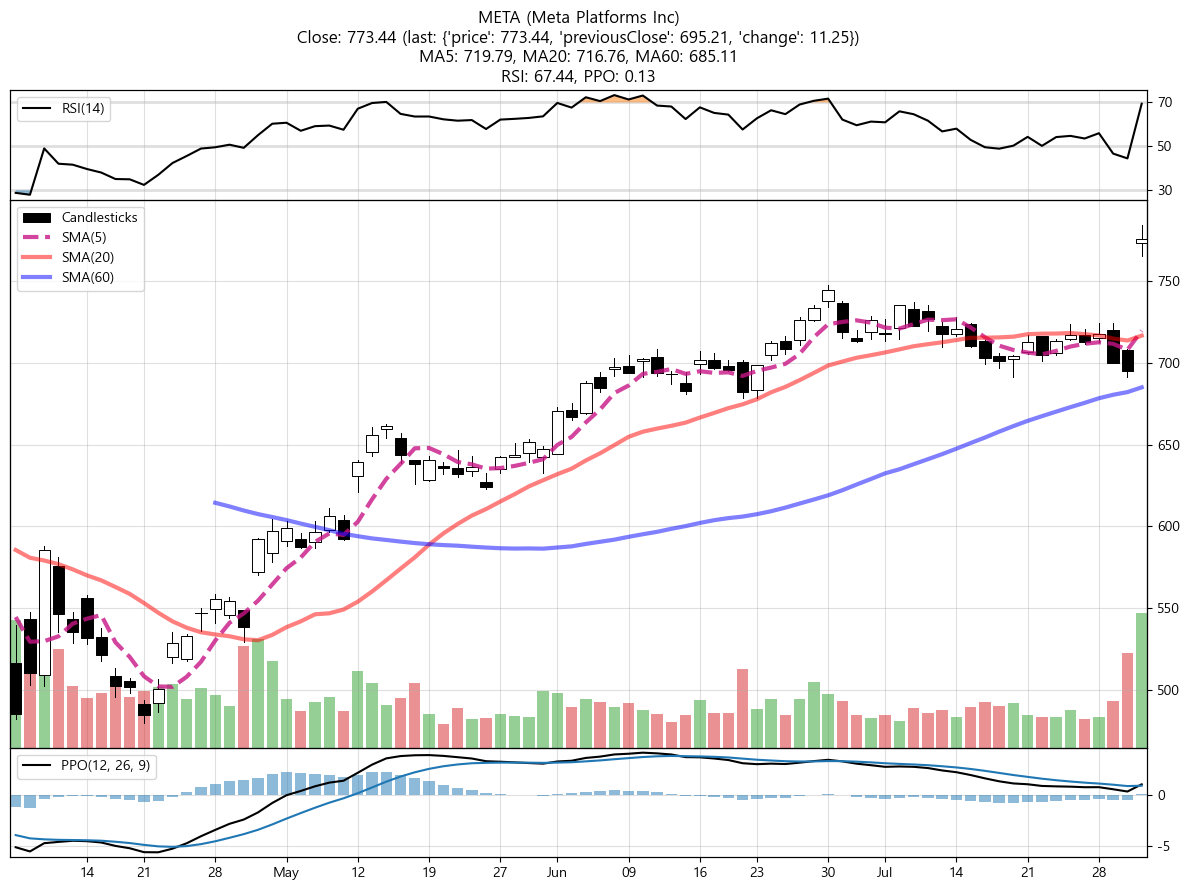 META (Meta Platforms Inc)
Close: 773.44 (last: {'price': 773.44, 'previousClose': 695.21, 'change': 11.25})
MA5: 719.79, MA20: 716.76, MA60: 685.11
RSI: 67.44, PPO: 0.13
RSI(14)
70
50
30
Candlesticks
SMA(5)
SMA(20)
SMA(60)
750
700
650
600
550
500
PPO(12, 26, 9)
0
-5
14 21 28 May 12 19 27 Jun 09 16 23 30 Jul 14 21 28